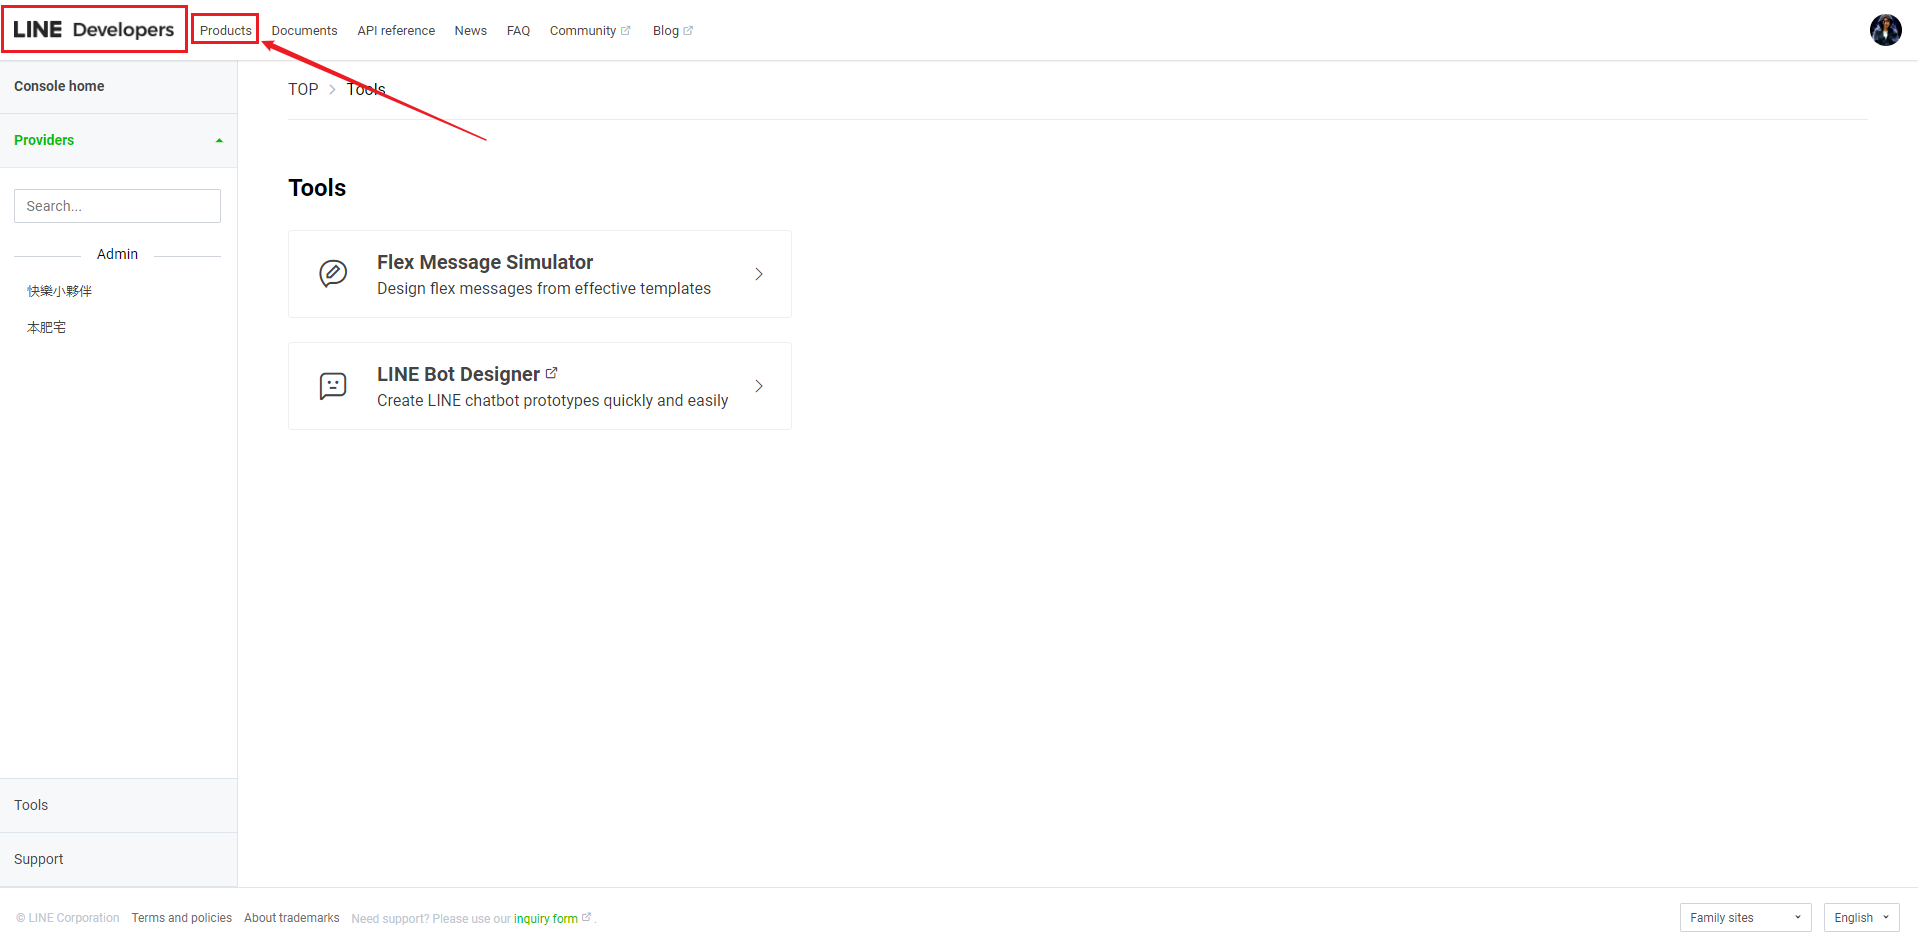 LINE Developers
Products Documents API reference News FAQ Community Blog
Console home
Providers
Search...
Admin
快樂小夥伴
本肥宅
Tools
Support
TOP > Tools
Tools
Flex Message Simulator
Design flex messages from effective templates
LINE Bot Designer
Create LINE chatbot prototypes quickly and easily
© LINE Corporation Terms and policies About trademarks Need support? Please use our inquiry form .
Family sites English